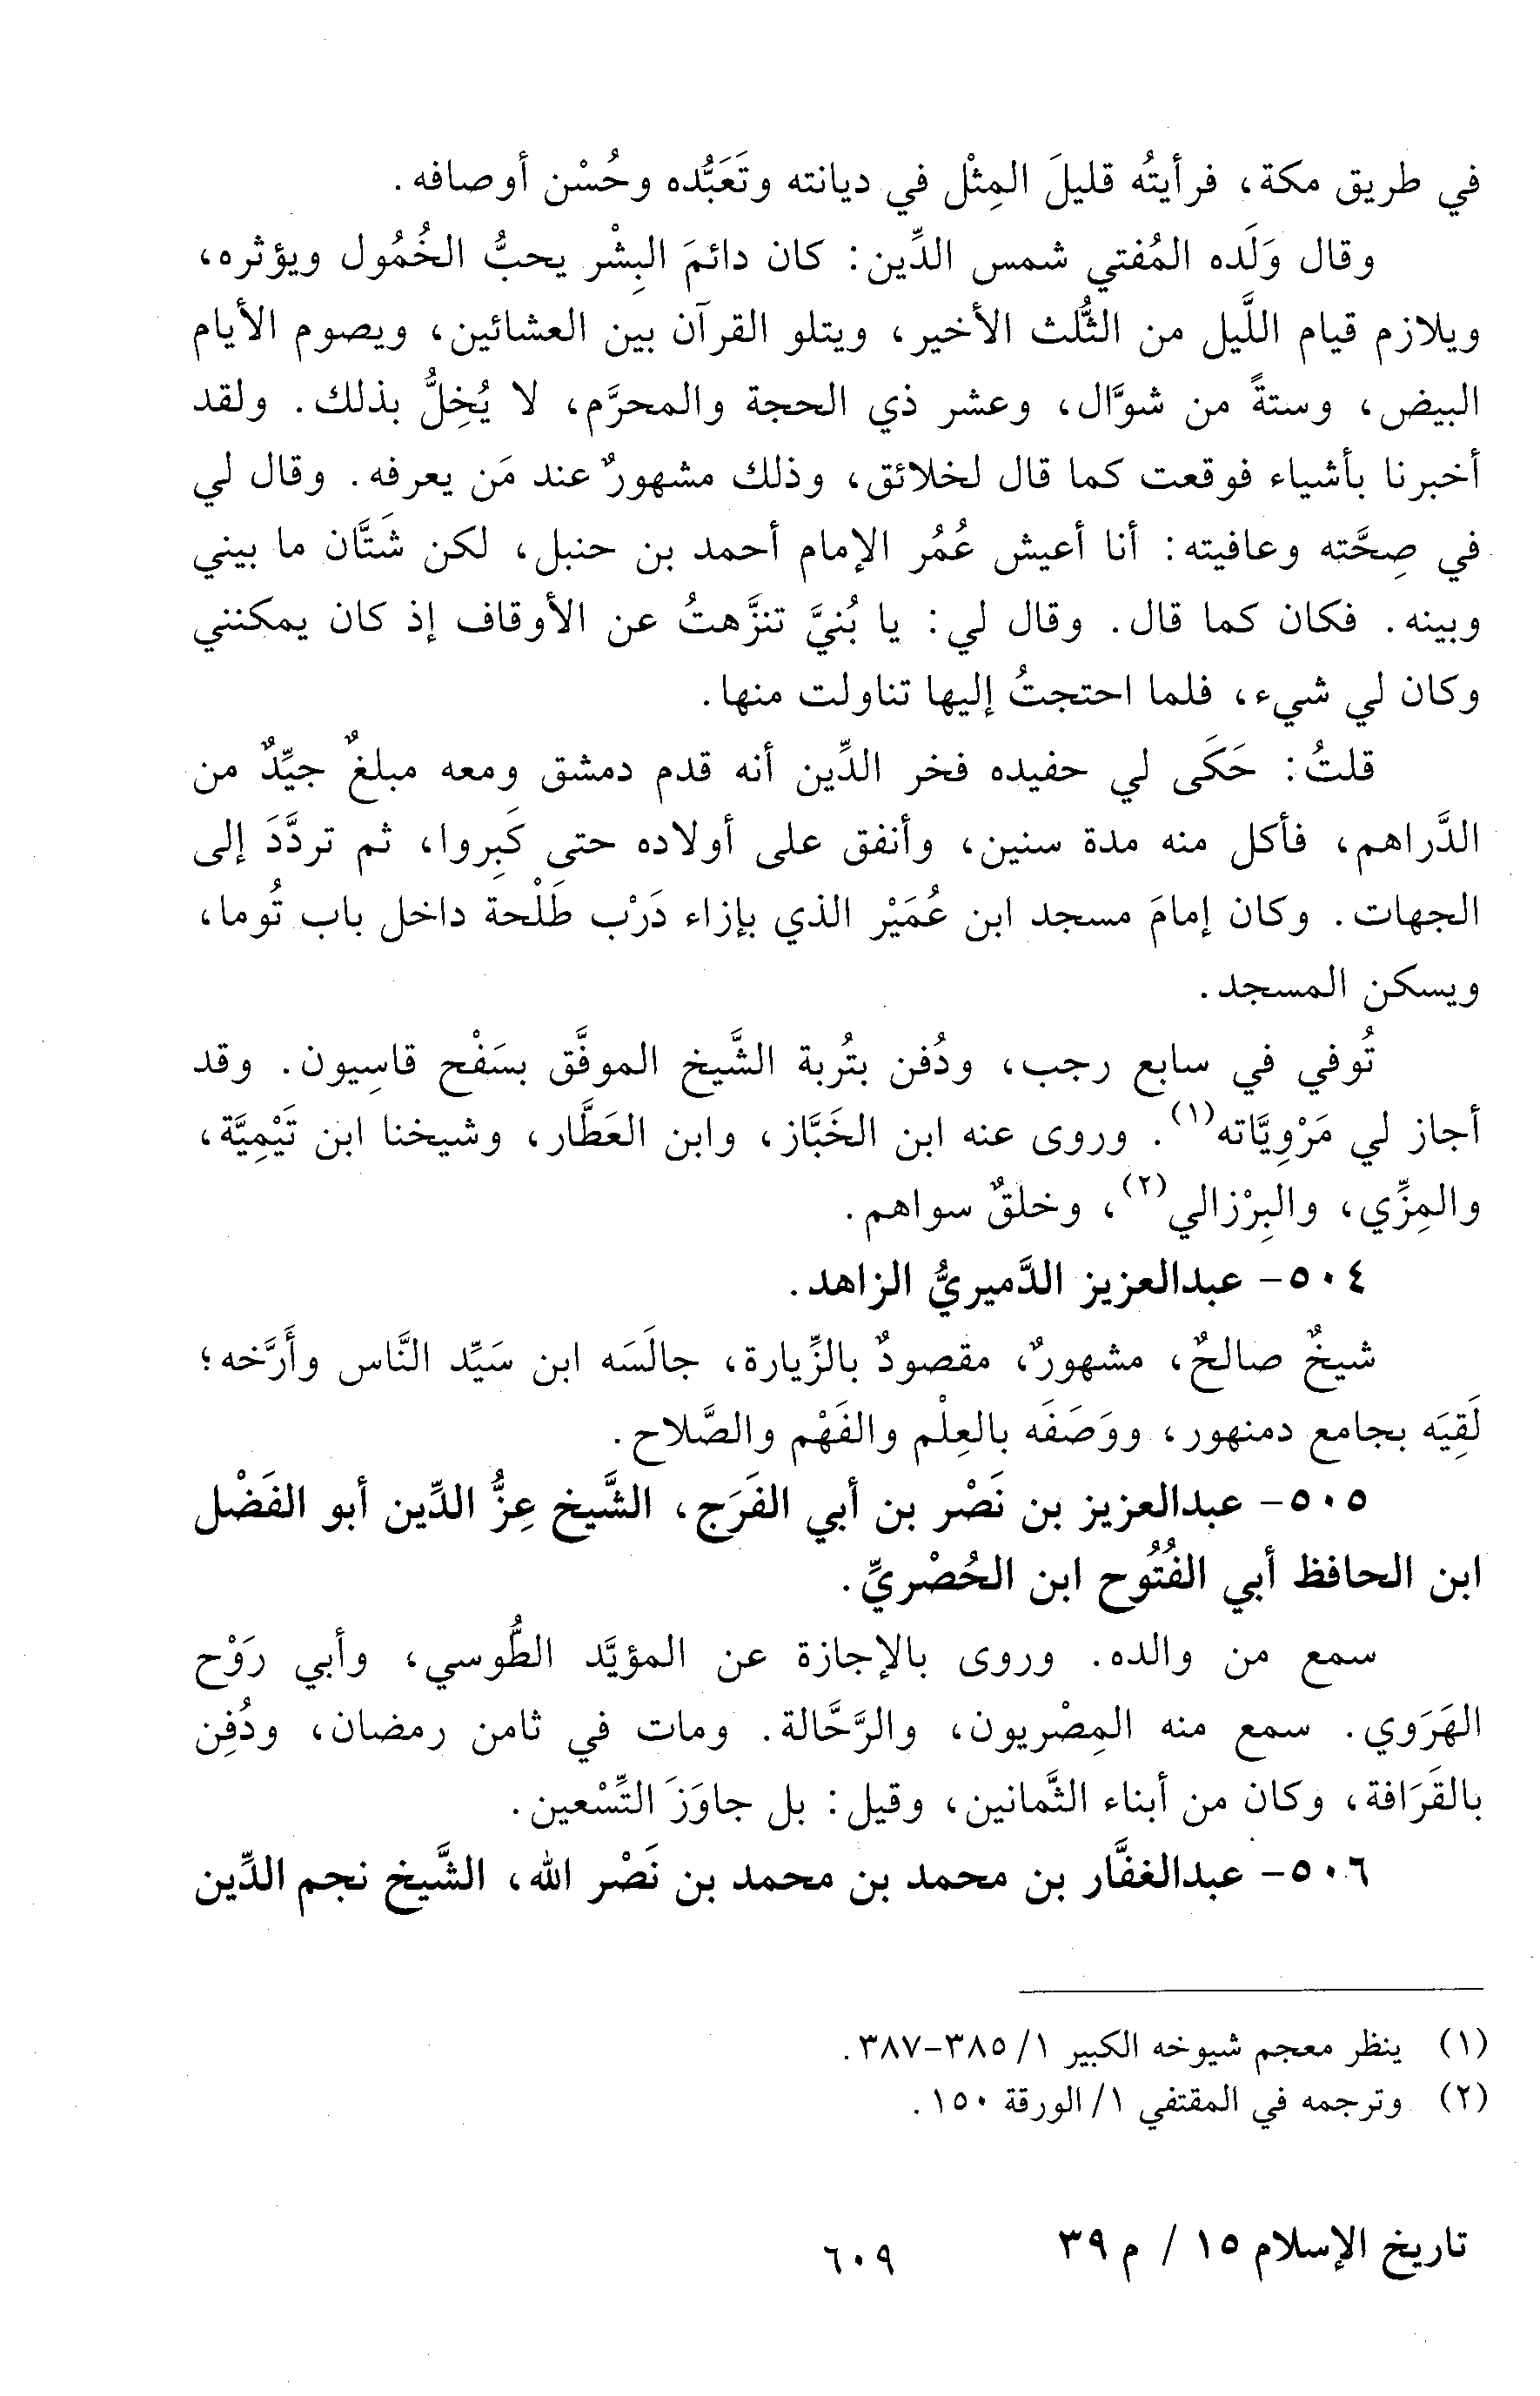 في طريق مكة، فرأيتُه قليلَ المِثْل في ديانته وتَعَبُّده وحُسْن أوصافه.
وقال وَلَده المُفتي شمس الدِّين: كان دائمَ البِشْر يحبُّ الخُمُول ويؤثره،
ويلازم قيام اللَّيل من الثُّلث الأخير، ويتلو القرآن بين العشائين، ويصوم الأيام
البيض، وستةً من شوَّال، وعشر ذي الحجة والمحرَّم، لا يُخِلُّ بذلك. ولقد
أخبرنا بأشياء فوقعت كما قال لخلائق، وذلك مشهورٌ عند مَن يعرفه. وقال لي
في صِحَّته وعافيته: أنا أعيش عُمُر الإمام أحمد بن حنبل، لكن شَتَّان ما بيني
وبينه. فكان كما قال. وقال لي: يا بُنيَّ تنزَّهتُ عن الأوقاف إذ كان يمكنني
وكان لي شيء، فلما احتجتُ إليها تناولت منها.
قلتُ: حَكَى لي حفيده فخر الدِّين أنه قدم دمشق ومعه مبلغٌ جيِّدٌ من
الدَّراهم، فأكل منه مدة سنين، وأنفق على أولاده حتى كَبِروا، ثم تردَّدَ إلى
الجهات. وكان إمامَ مسجد ابن عُمَيْر الذي بإزاء دَرْب طَلْحة داخل باب تُوما،
ويسكن المسجد.
تُوفي في سابع رجب، ودُفن بتُربة الشَّيخ الموفَّق بسَفْح قاسِيون. وقد
أجاز لي مَرْوِيَّاته(١). وروى عنه ابن الخَبَّاز، وابن العَطَّار، وشيخنا ابن تَيْمِيَّة،
والمِزِّي، والبِرْزالي(٢)، وخلقٌ سواهم.
٥٠٤- عبدالعزيز الدَّميريُّ الزاهد.
شيخٌ صالحٌ، مشهورٌ، مقصودٌ بالزِّيارة، جالَسَه ابن سَيِّد النَّاس وأَرَّخه؛
لَقِيَه بجامع دمنهور، ووَصَفَه بالعِلْم والفَهْم والصَّلاح.
٥٠٥- عبدالعزيز بن نَصْر بن أبي الفَرَج، الشَّيخ عِزُّ الدِّين أبو الفَضْل
ابن الحافظ أبي الفُتُوح ابن الحُصْريِّ.
سمع من والده. وروى بالإجازة عن المؤيَّد الطُّوسي، وأبي رَوْح
الهَرَوي. سمع منه المِصْريون، والرَّحَّالة. ومات في ثامن رمضان، ودُفِن
بالقَرَافة، وكان من أبناء الثَّمانين، وقيل: بل جاوَزَ التِّسْعين.
٥٠٦- عبدالغفَّار بن محمد بن محمد بن نَصْر الله، الشَّيخ نجم الدِّين
(١) ينظر معجم شيوخه الكبير ١/ ٣٨٥-٣٨٧.
(٢) وترجمه في المقتفي ١/ الورقة ١٥٠.
تاريخ الإسلام ١٥ / م ٣٩
٦٠٩